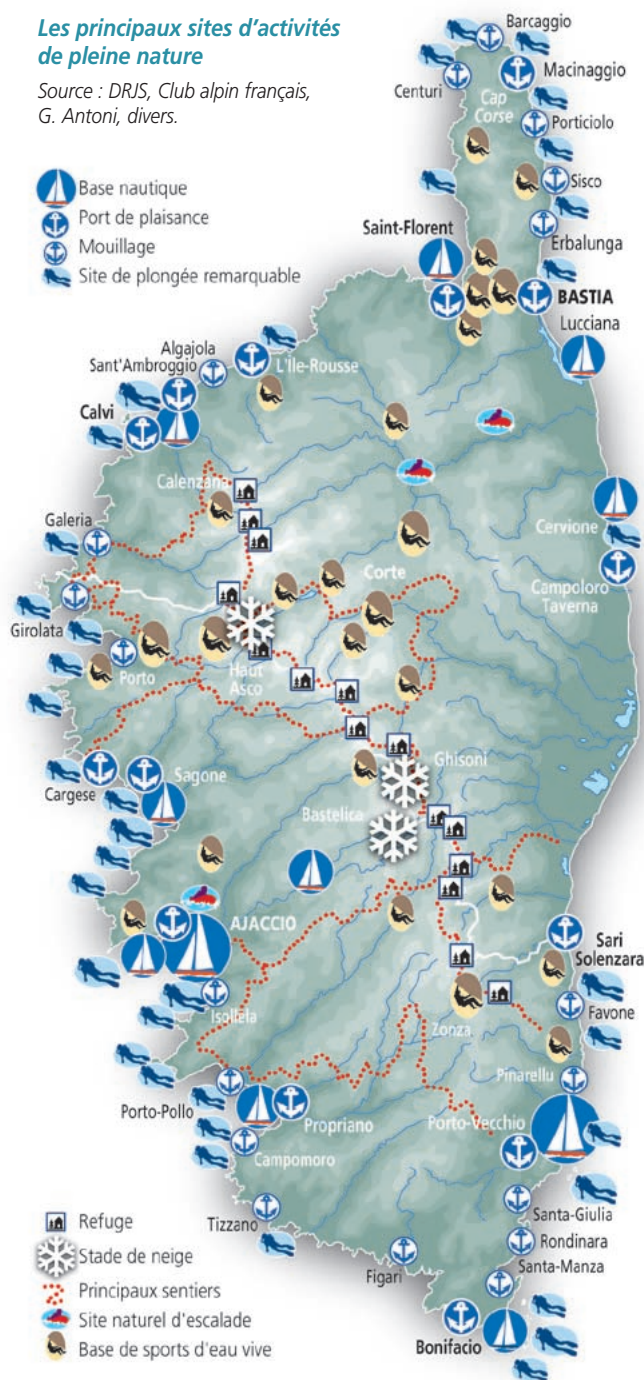 Les principaux sites d'activités
de pleine nature
Source : DRJS, Club alpin français,
G. Antoni, divers.
Base nautique
Port de plaisance
Mouillage
Site de plongée remarquable
Barcaggio
Centuri
Macinaggio
Cap
Corse
Porticiolo
Sisco
Saint-Florent
Erbalunga
BASTIA
Lucciana
Algajola
Sant'Ambroggio
L'Île-Rousse
Calvi
Calenzana
Galeria
Cervione
Corte
Campoloro
Taverna
Girolata
Porto
Haut
Asco
Ghisoni
Cargese
Sagone
Bastelica
AJACCIO
Sari
Solenzara
Isollela
Favone
Zonza
Pinarellu
Porto-Pollo
Propriano
Porto-Vecchio
Campomoro
Tizzano
Santa-Giulia
Rondinara
Figari
Santa-Manza
Bonifacio
Refuge
Stade de neige
Principaux sentiers
Site naturel d'escalade
Base de sports d'eau vive